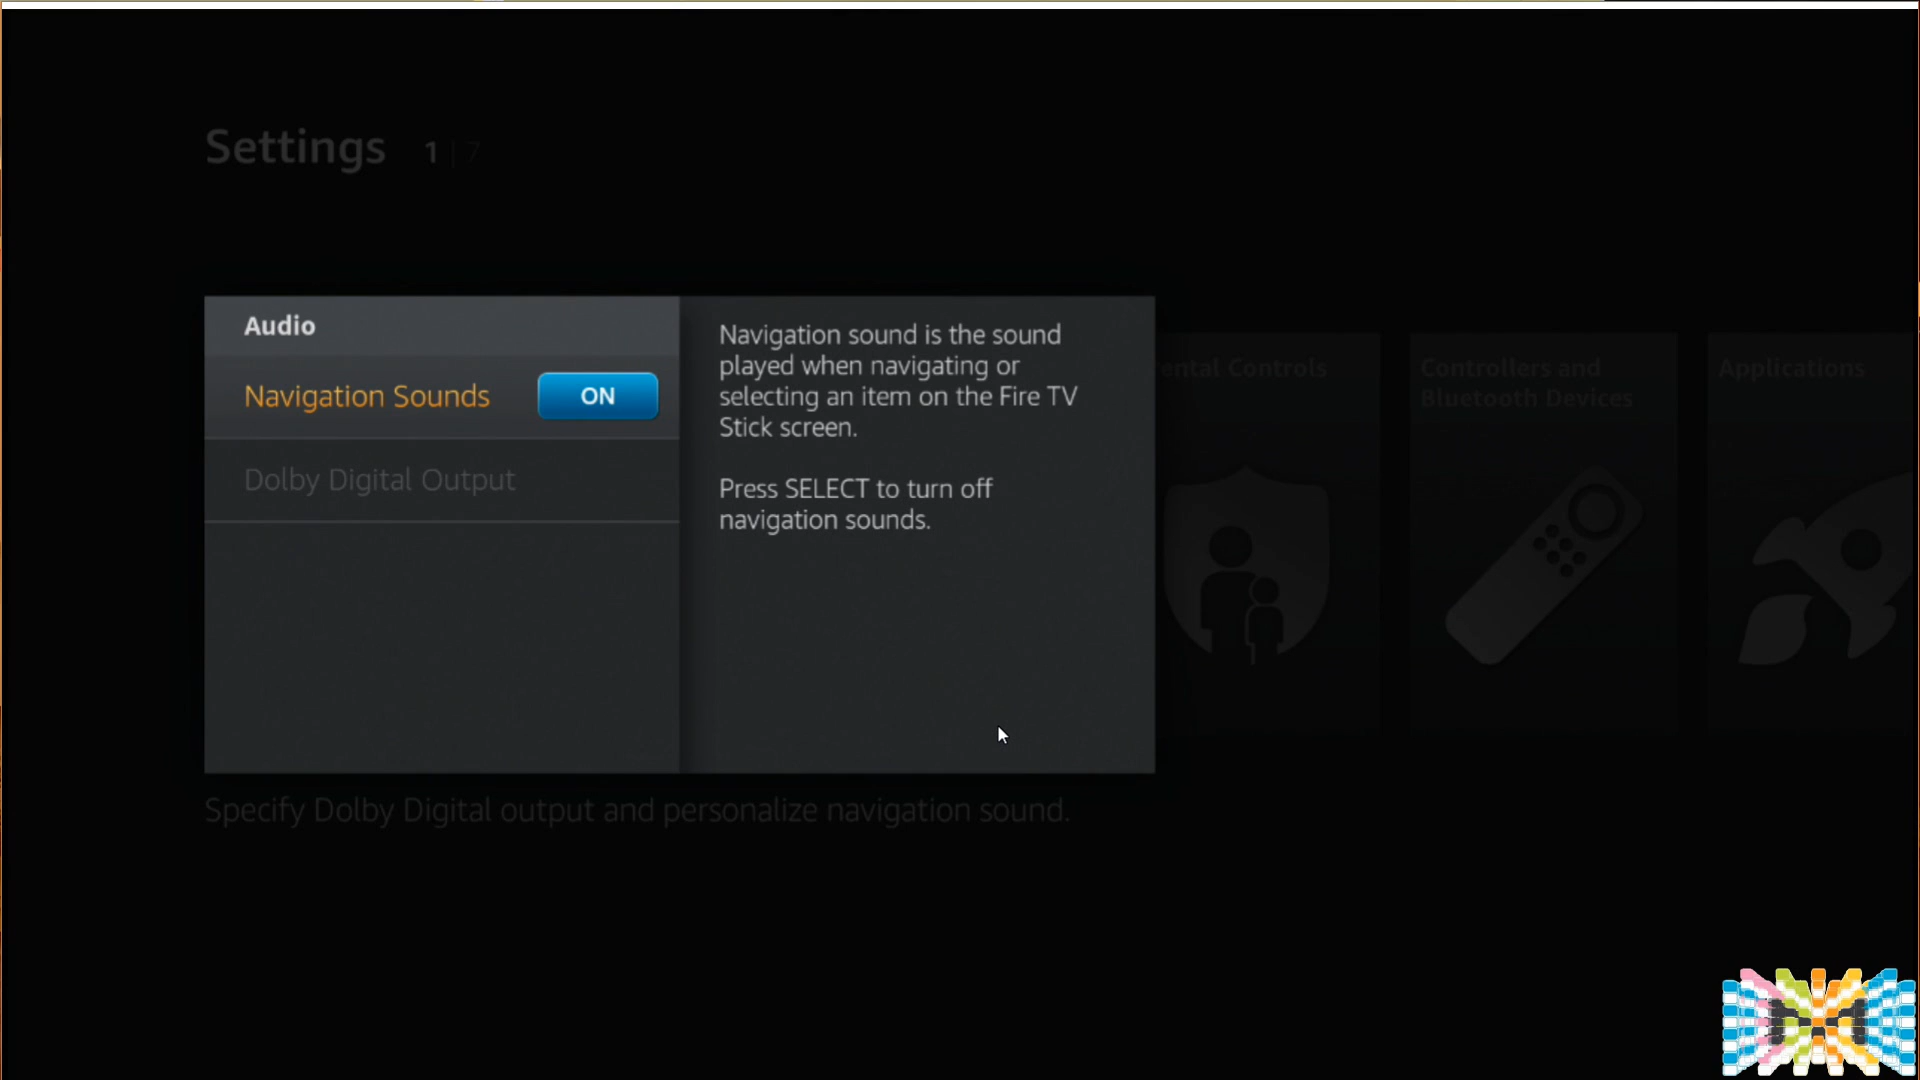 Settings 1 | 7
Audio
Navigation Sounds ON
Dolby Digital Output
Navigation sound is the sound
played when navigating or
selecting an item on the Fire TV
Stick screen.
Press SELECT to turn off
navigation sounds.
ental Controls
Controllers and
Bluetooth Devices
Applications
Specify Dolby Digital output and personalize navigation sound.